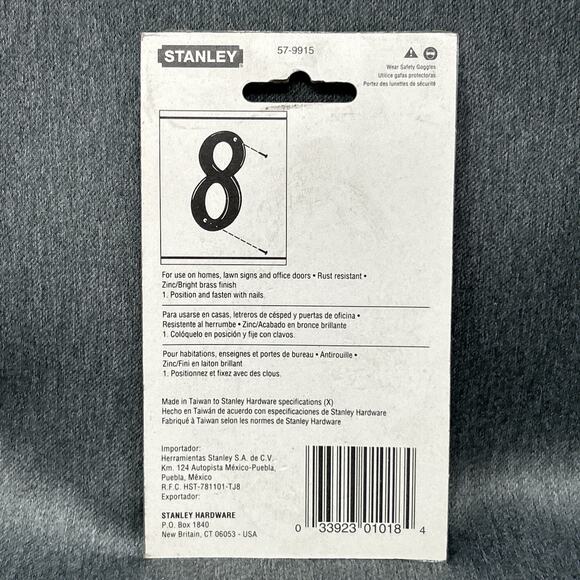 STANLEY
57-9915
Wear Safety Goggles
Utilice gafas protectoras
Portez des lunettes de sécurité
8
For use on homes, lawn signs and office doors • Rust resistant •
Zinc/Bright brass finish
1. Position and fasten with nails.
Para usarse en casas, letreros de césped y puertas de oficina •
Resistente al herrumbe • Zinc/Acabado en bronce brillante
1. Colóquelo en posición y fije con clavos.
Pour habitations, enseignes et portes de bureau • Antirouille •
Zinc/Fini en laiton brillant
1. Positionnez et fixez avec des clous.
Made in Taiwan to Stanley Hardware specifications (X)
Hecho en Taiwán de acuerdo con especificaciones de Stanley Hardware
Fabriqué à Taiwan selon les normes de Stanley Hardware
Importador:
Herramientas Stanley S.A. de C.V.
Km. 124 Autopista México-Puebla,
Puebla, México
R.F.C. HST-781101-TJ8
Exportador:
STANLEY HARDWARE
P.O. Box 1840
New Britain, CT 06053 - USA
0 33923 01018 4